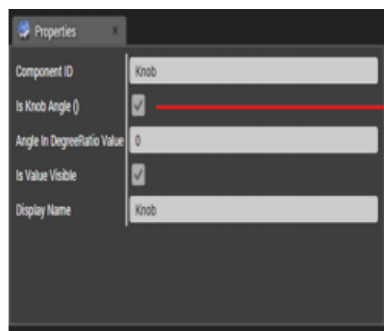 Properties
Component ID Knob
Is Knob Angle ()
Angle In DegreeRatio Value 0
Is Value Visible
Display Name Knob